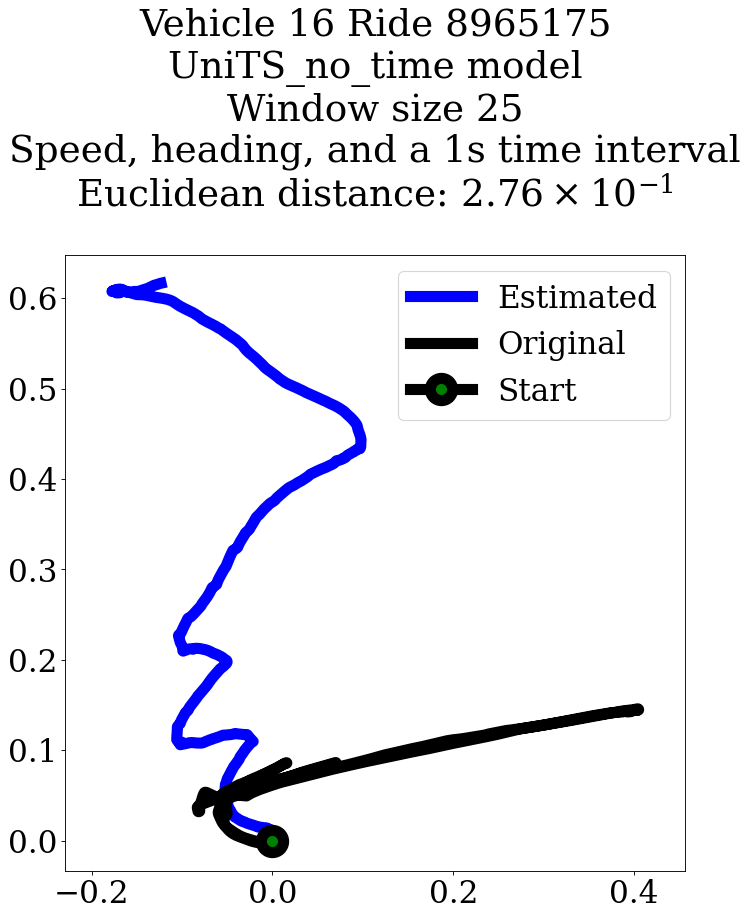 Vehicle 16 Ride 8965175
UniTS_no_time model
Window size 25
Speed, heading, and a 1s time interval
Euclidean distance: 2.76 × 10⁻¹
Estimated
Original
Start
0.6
0.5
0.4
0.3
0.2
0.1
0.0
−0.2
0.0
0.2
0.4